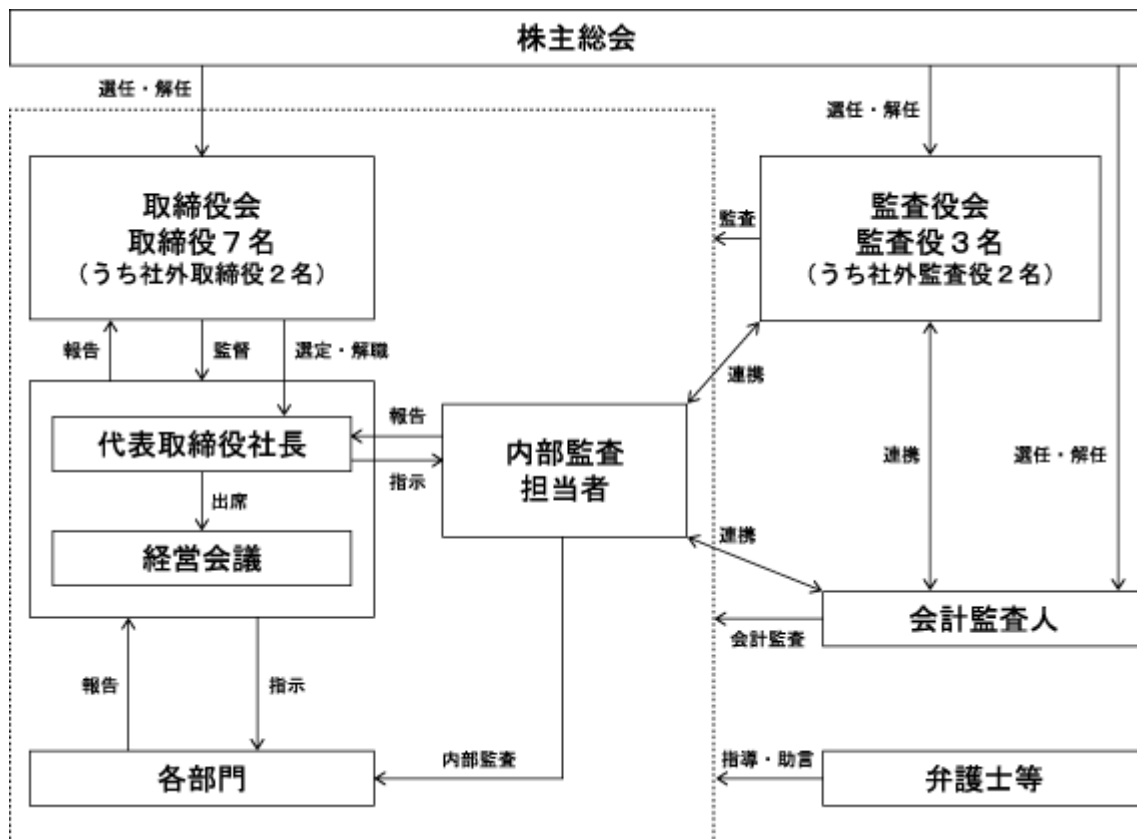 株主総会
選任・解任
選任・解任
取締役会
取締役７名
（うち社外取締役２名）
監査
監査役会
監査役３名
（うち社外監査役２名）
報告
監督
選定・解職
連携
代表取締役社長
報告
指示
内部監査
担当者
連携
選任・解任
出席
経営会議
連携
会計監査人
会計監査
報告
指示
各部門
内部監査
指導・助言
弁護士等